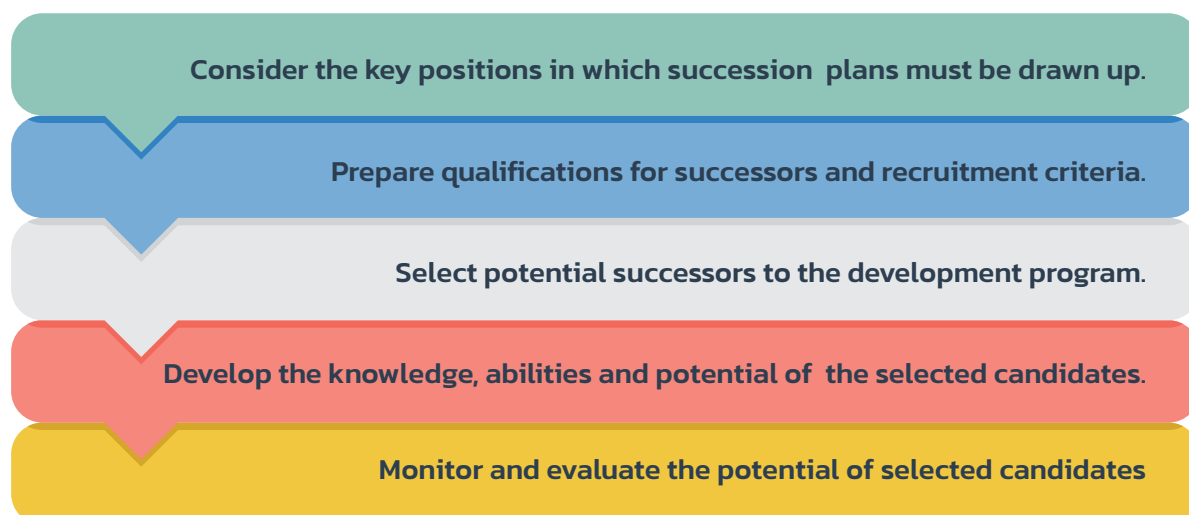 Consider the key positions in which succession plans must be drawn up.
Prepare qualifications for successors and recruitment criteria.
Select potential successors to the development program.
Develop the knowledge, abilities and potential of the selected candidates.
Monitor and evaluate the potential of selected candidates